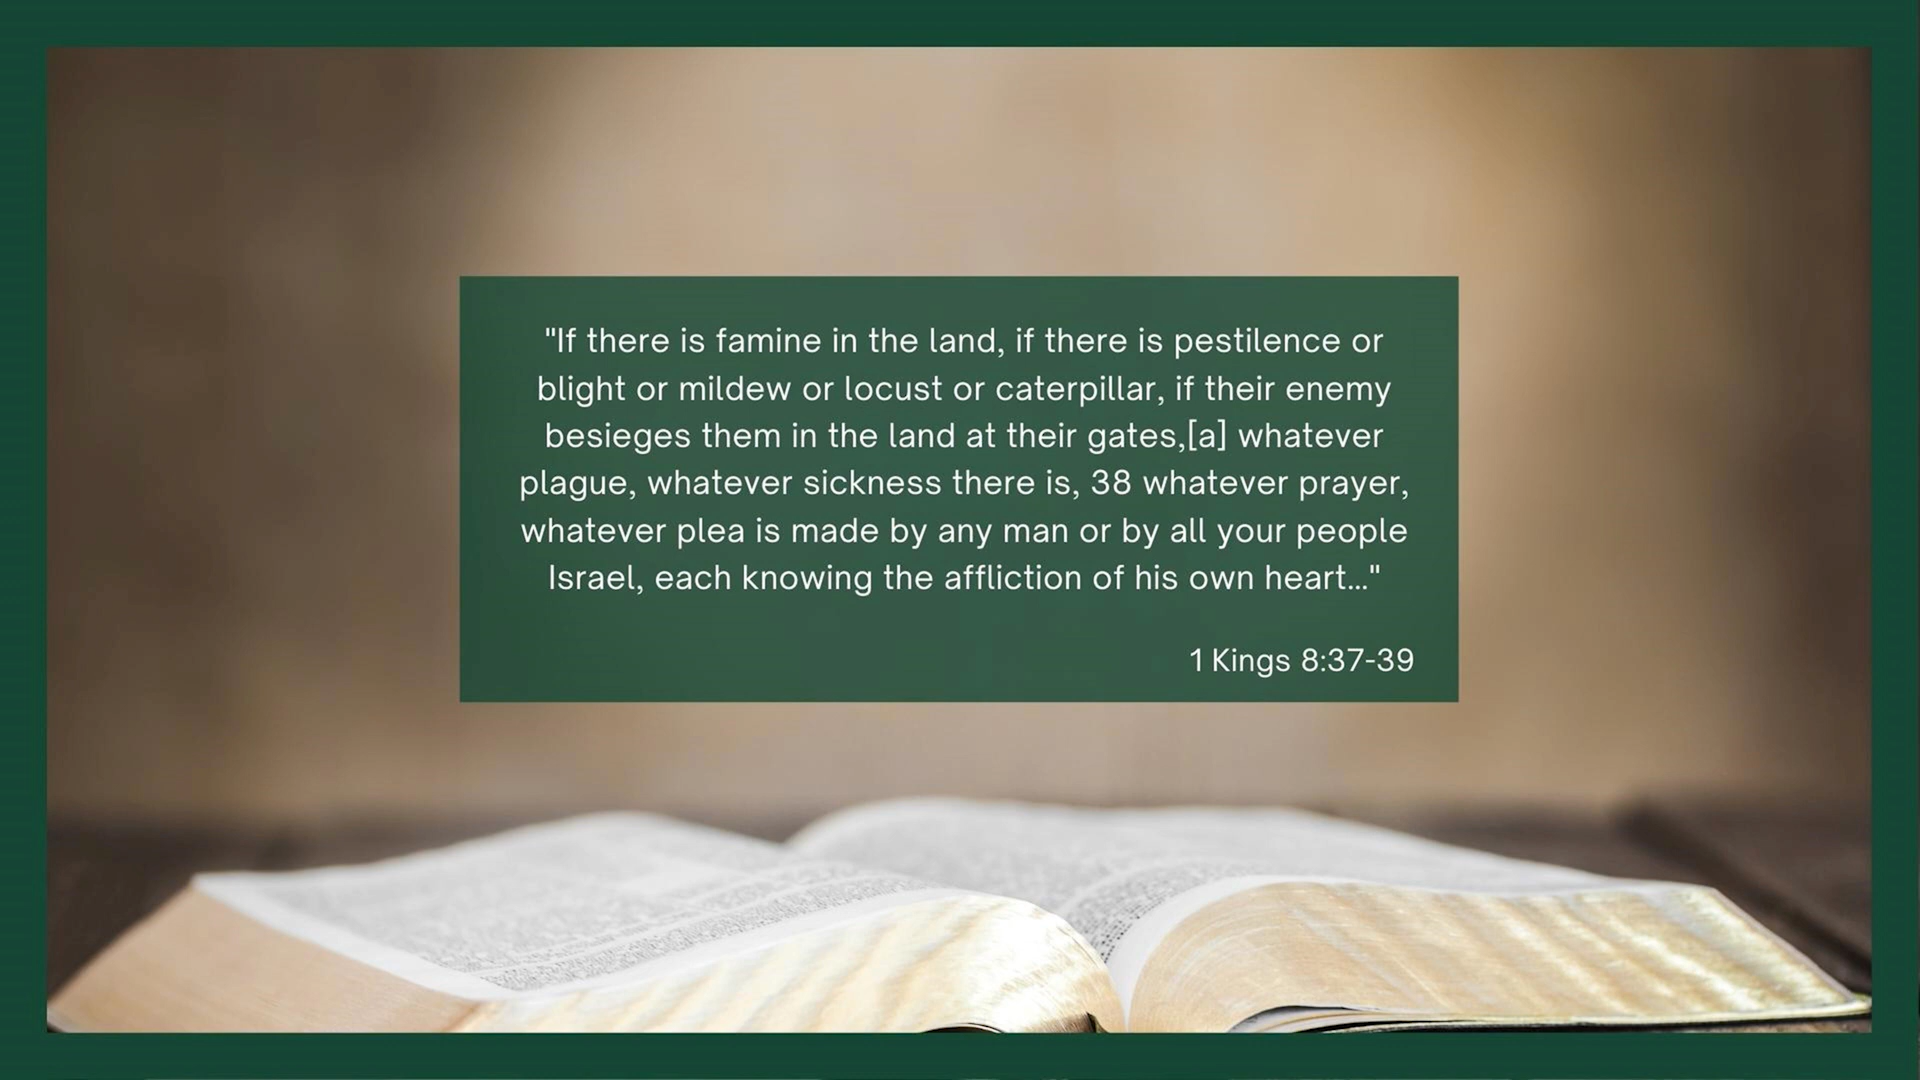 "If there is famine in the land, if there is pestilence or
blight or mildew or locust or caterpillar, if their enemy
besieges them in the land at their gates,[a] whatever
plague, whatever sickness there is, 38 whatever prayer,
whatever plea is made by any man or by all your people
Israel, each knowing the affliction of his own heart..."
1 Kings 8:37-39